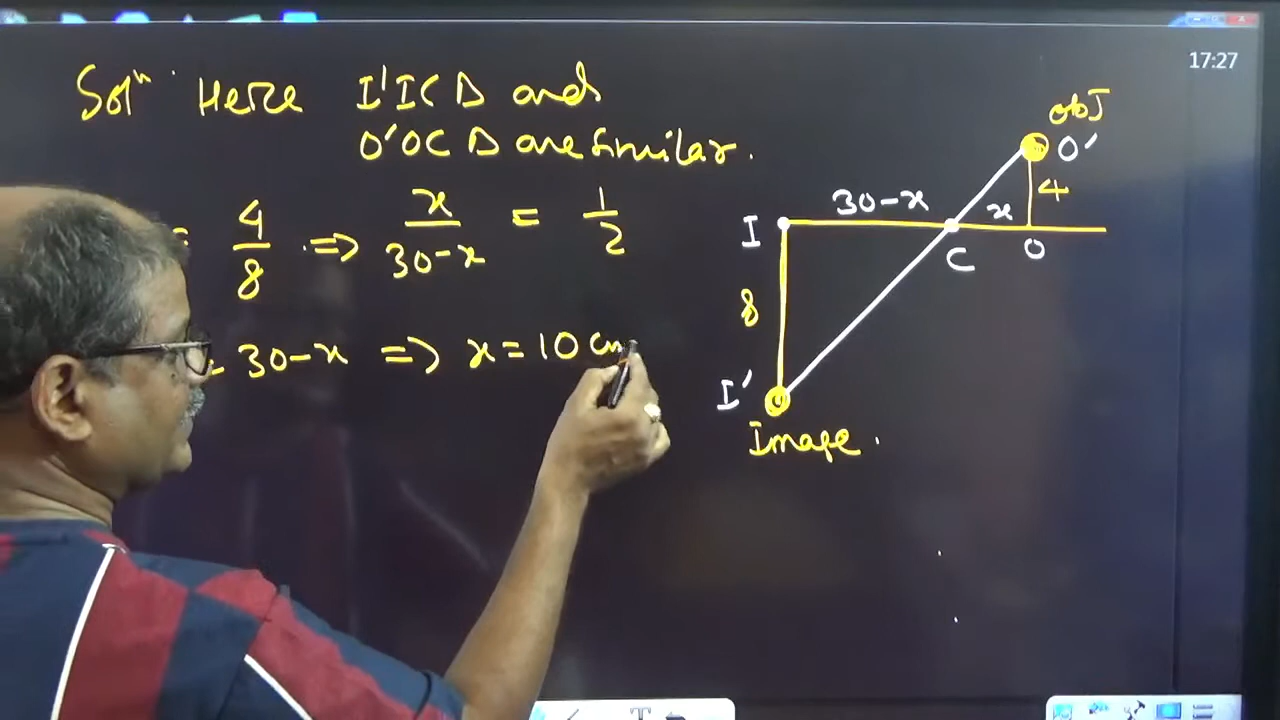 17:27
Solⁿ Here I'IC Δ and
O'OC Δ are Similar.
= 4/8 ⇒ x/30-x = 1/2
= 30-x ⇒ x = 10 cm
obJ
O'
4
30-x
x
I
C
O
8
I'
Image.